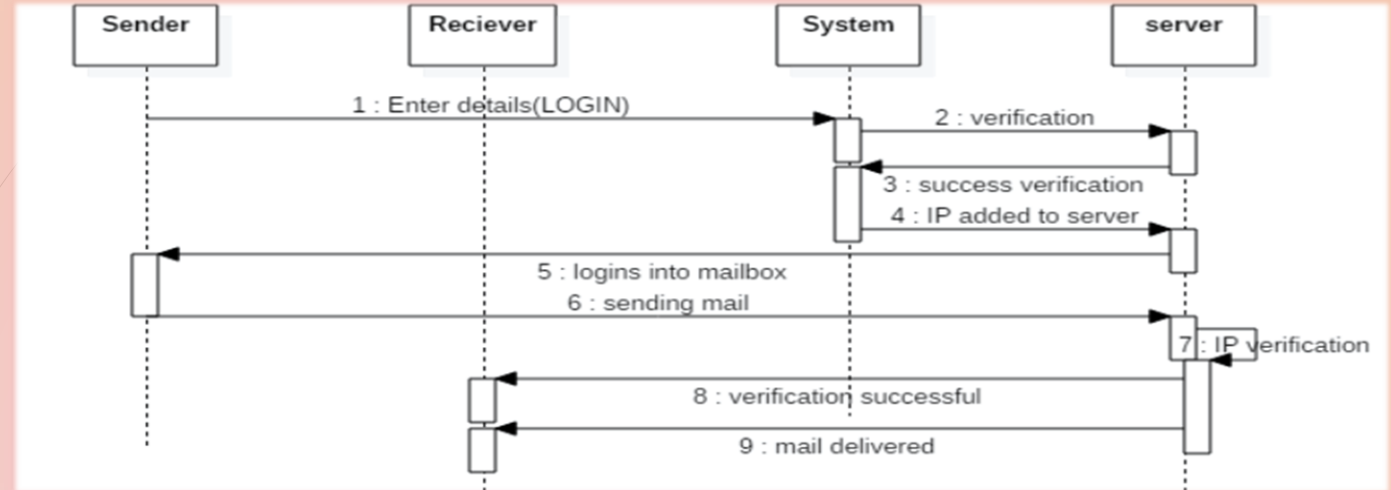 Sender
Reciever
System
server
1 : Enter details(LOGIN)
2 : verification
3 : success verification
4 : IP added to server
5 : logins into mailbox
6 : sending mail
7 : IP verification
8 : verification successful
9 : mail delivered